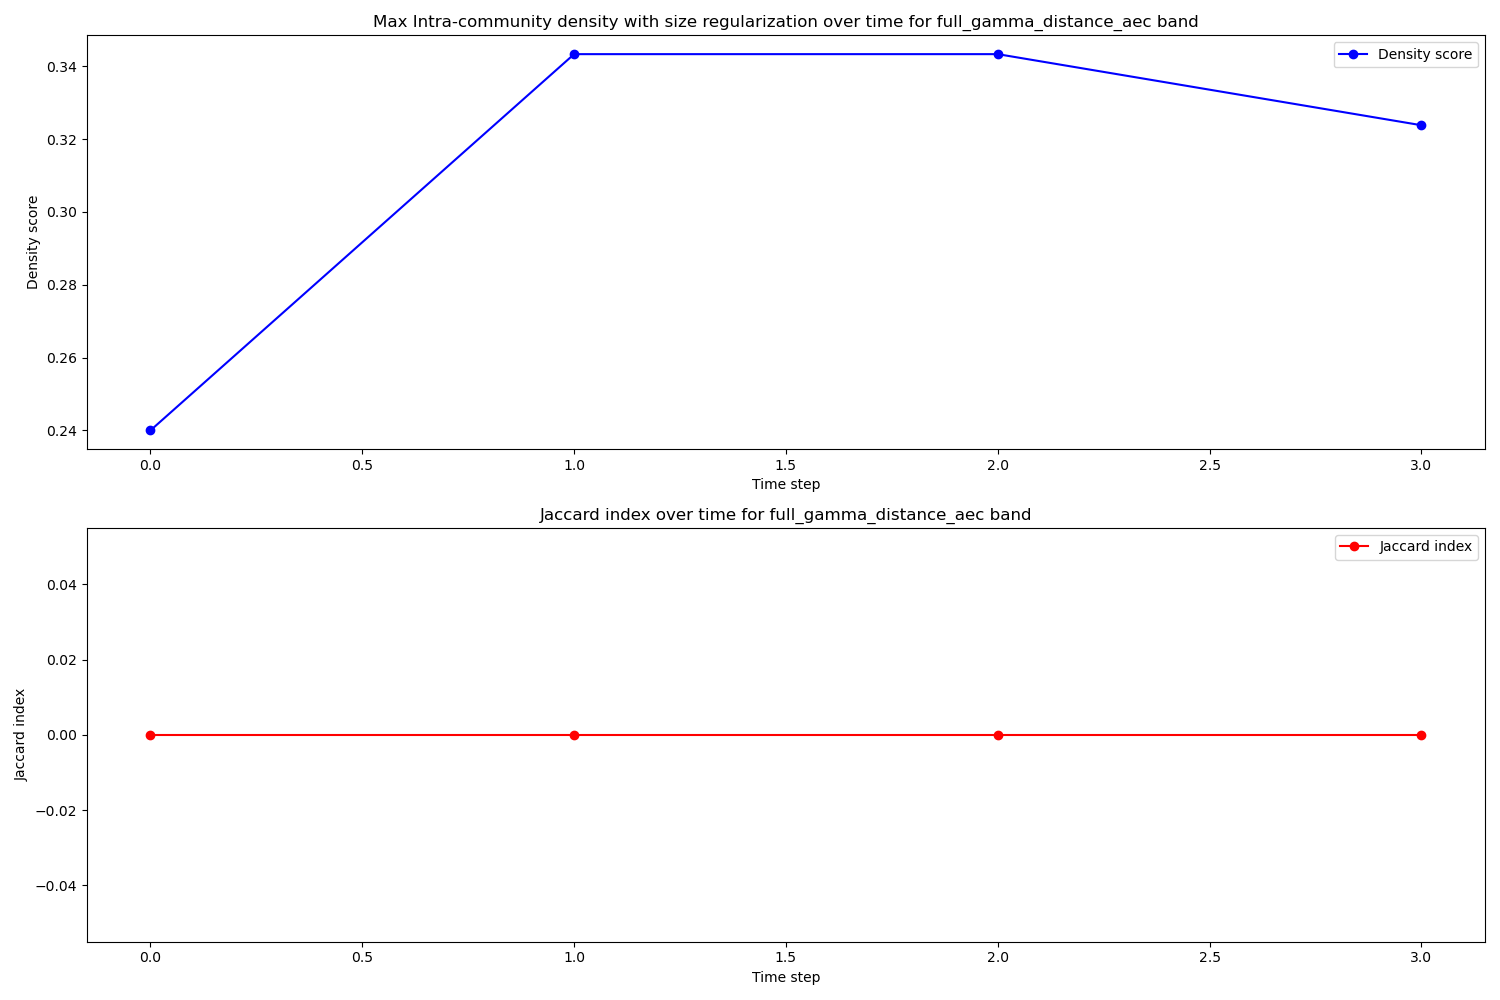 Max Intra-community density with size regularization over time for full_gamma_distance_aec band
Density score
0.34
0.32
0.30
0.28
0.26
0.24
Density score
0.0 0.5 1.0 1.5 2.0 2.5 3.0
Time step
Jaccard index over time for full_gamma_distance_aec band
Jaccard index
0.04
0.02
0.00
−0.02
−0.04
Jaccard index
0.0 0.5 1.0 1.5 2.0 2.5 3.0
Time step